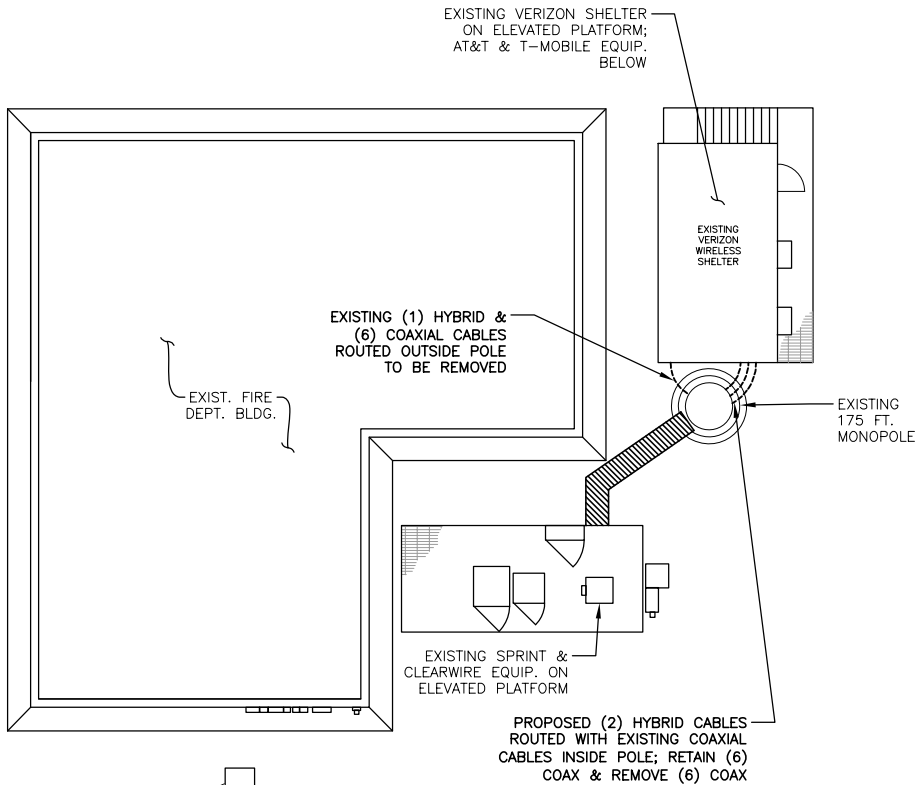 EXISTING VERIZON SHELTER
ON ELEVATED PLATFORM;
AT&T & T-MOBILE EQUIP.
BELOW
EXISTING
VERIZON
WIRELESS
SHELTER
EXISTING (1) HYBRID &
(6) COAXIAL CABLES
ROUTED OUTSIDE POLE
TO BE REMOVED
EXIST. FIRE
DEPT. BLDG.
EXISTING
175 FT.
MONOPOLE
EXISTING SPRINT &
CLEARWIRE EQUIP. ON
ELEVATED PLATFORM
PROPOSED (2) HYBRID CABLES
ROUTED WITH EXISTING COAXIAL
CABLES INSIDE POLE; RETAIN (6)
COAX & REMOVE (6) COAX